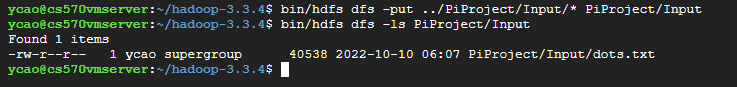 ycao@cs570vmserver:~/hadoop-3.3.4$ bin/hdfs dfs -put ../PiProject/Input/* PiProject/Input
ycao@cs570vmserver:~/hadoop-3.3.4$ bin/hdfs dfs -ls PiProject/Input
Found 1 items
-rw-r--r--   1 ycao supergroup      40538 2022-10-10 06:07 PiProject/Input/dots.txt
ycao@cs570vmserver:~/hadoop-3.3.4$